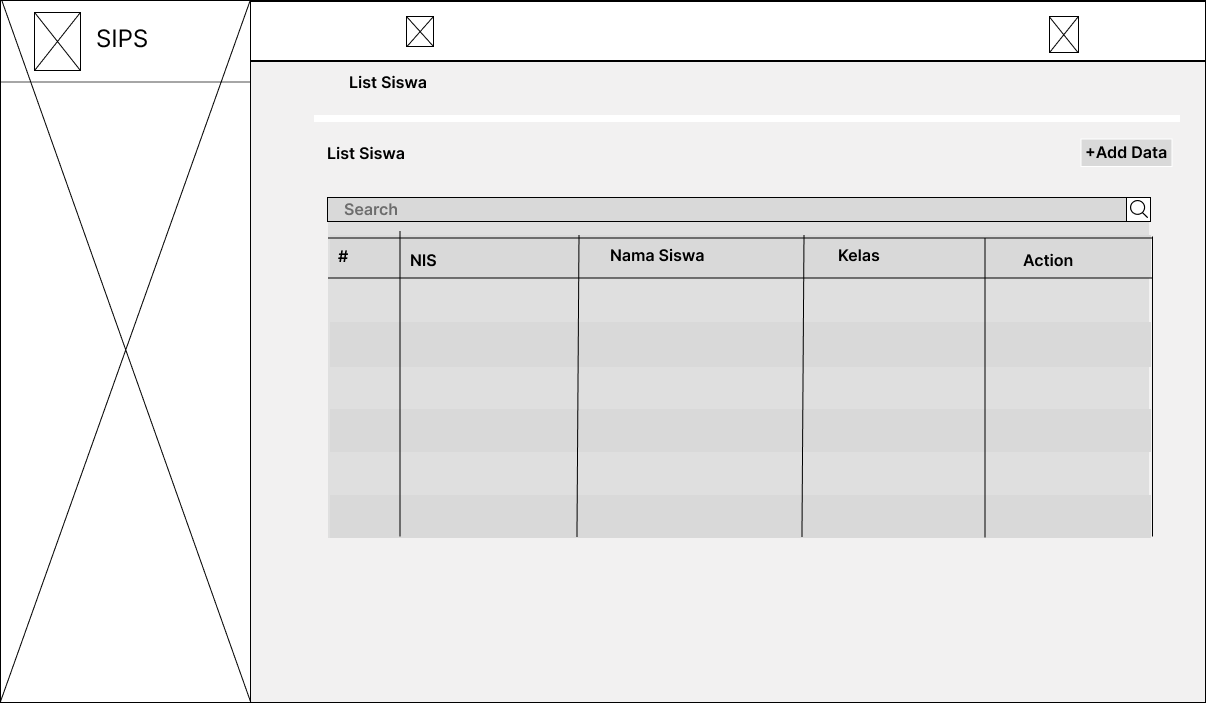 SIPS
List Siswa
List Siswa
+Add Data
Search
# NIS Nama Siswa Kelas Action